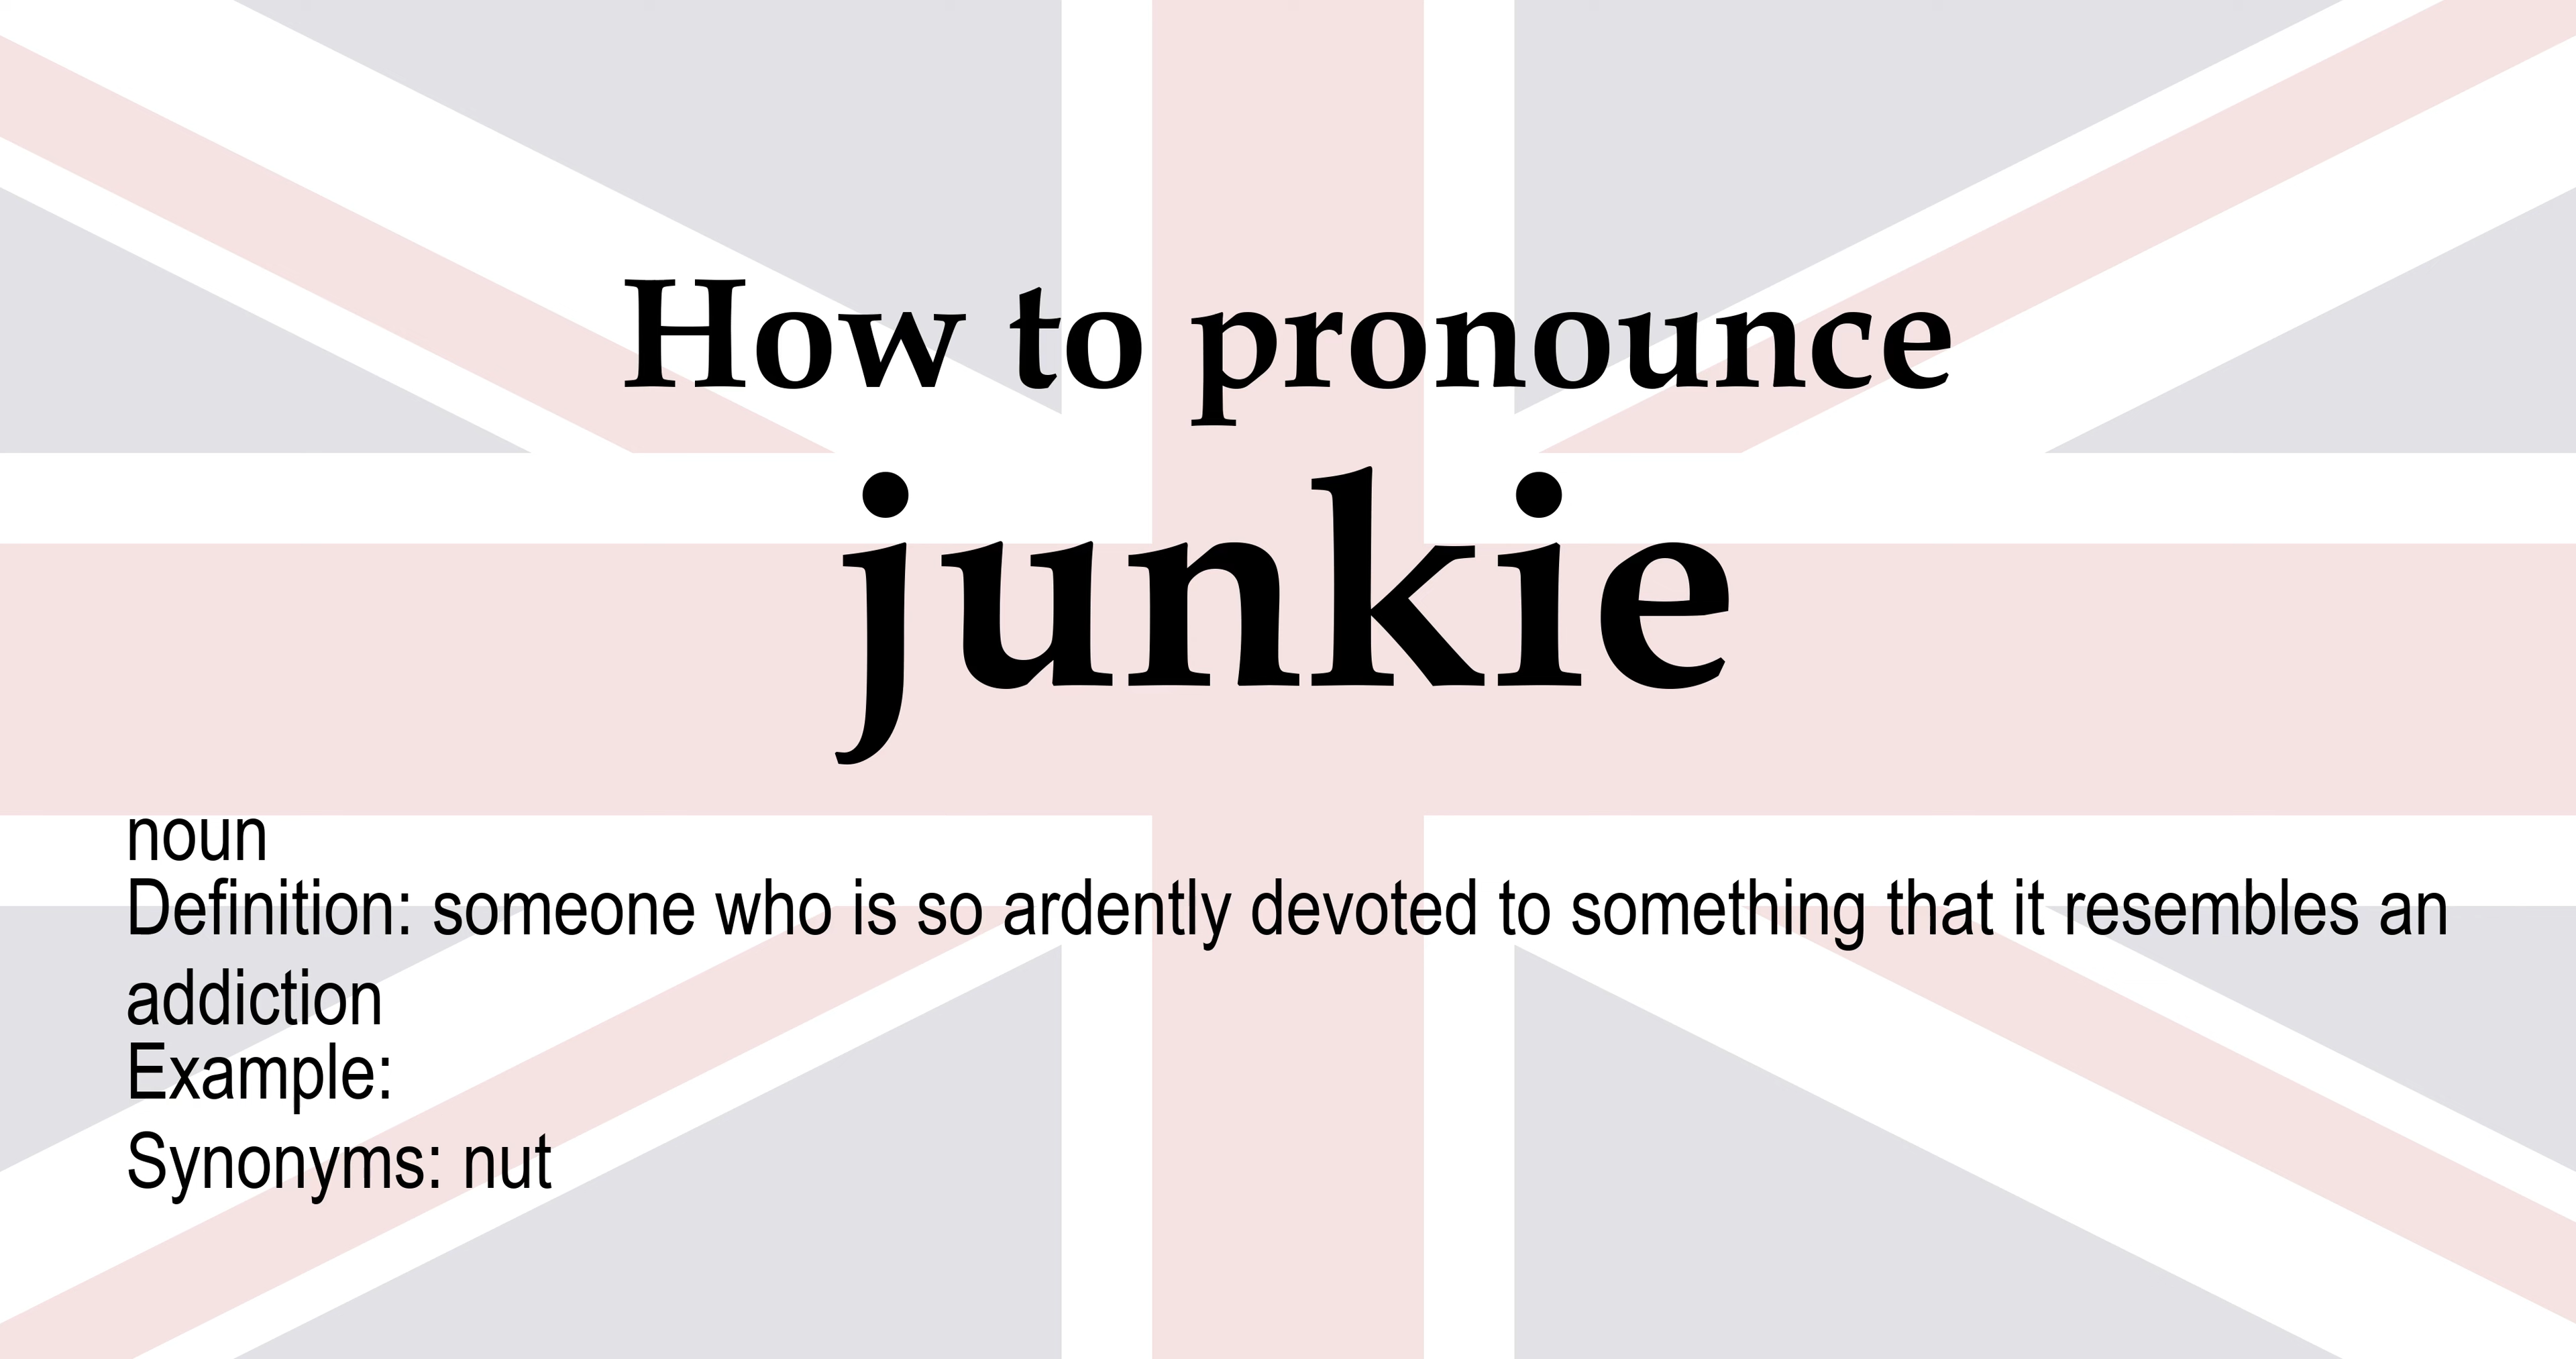 How to pronounce
junkie
noun
Definition: someone who is so ardently devoted to something that it resembles an
addiction
Example:
Synonyms: nut